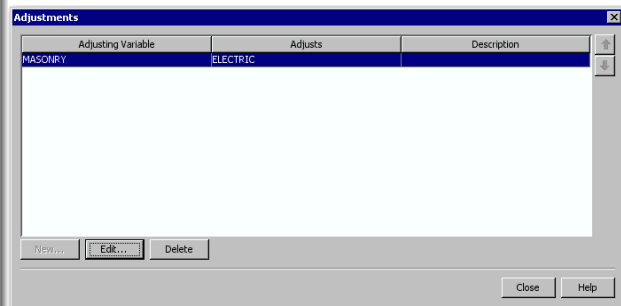 Adjustments
Adjusting Variable Adjusts Description
MASONRY ELECTRIC
New... Edit... Delete
Close Help